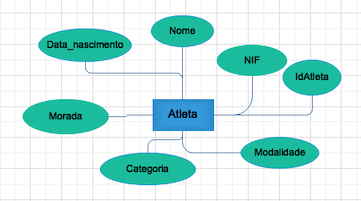 Nome
Data_nascimento
NIF
IdAtleta
Morada
Atleta
Modalidade
Categoria